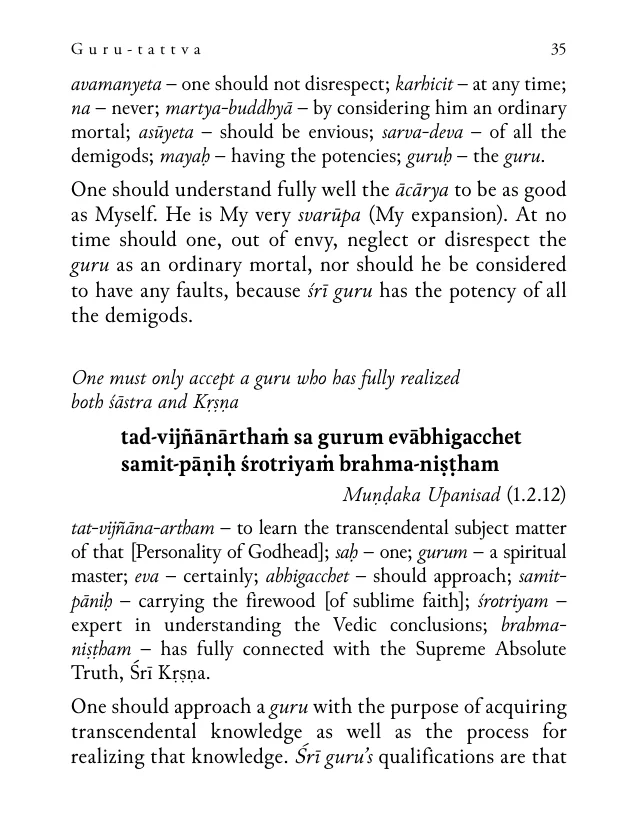 Guru-tattva 35
avamanyeta – one should not disrespect; karhicit – at any time;
na – never; martya-buddhyā – by considering him an ordinary
mortal; asūyeta – should be envious; sarva-deva – of all the
demigods; mayaḥ – having the potencies; guruḥ – the guru.
One should understand fully well the ācārya to be as good
as Myself. He is My very svarūpa (My expansion). At no
time should one, out of envy, neglect or disrespect the
guru as an ordinary mortal, nor should he be considered
to have any faults, because śrī guru has the potency of all
the demigods.
One must only accept a guru who has fully realized
both śāstra and Kṛṣṇa
tad-vijñānārthaṁ sa gurum evābhigacchet
samit-pāṇiḥ śrotriyaṁ brahma-niṣṭham
Muṇḍaka Upanisad (1.2.12)
tat-vijñāna-artham – to learn the transcendental subject matter
of that [Personality of Godhead]; saḥ – one; gurum – a spiritual
master; eva – certainly; abhigacchet – should approach; samit-
pāniḥ – carrying the firewood [of sublime faith]; śrotriyam –
expert in understanding the Vedic conclusions; brahma-
niṣṭham – has fully connected with the Supreme Absolute
Truth, Śrī Kṛṣṇa.
One should approach a guru with the purpose of acquiring
transcendental knowledge as well as the process for
realizing that knowledge. Śrī guru’s qualifications are that